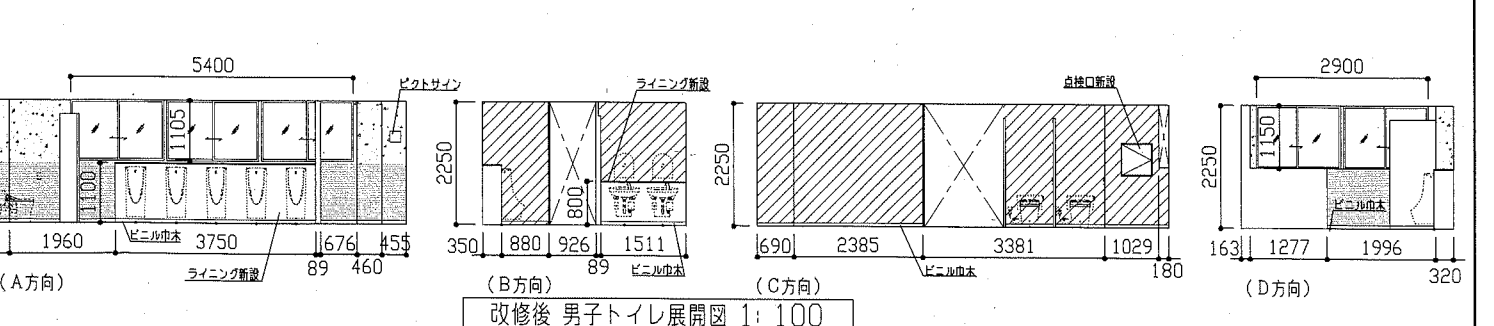 5400
ピクトサイン
1105
1100
ビニル巾木
1960
3750
676
455
89
460
ライニング新設
(A方向)
ライニング新設
2250
800
350
880
926
1511
89
ビニル巾木
(B方向)
点検口新設
2250
690
2385
3381
1029
180
ビニル巾木
(C方向)
2900
1150
2250
ビニル巾木
163
1277
1996
320
(D方向)
改修後 男子トイレ展開図 1:100